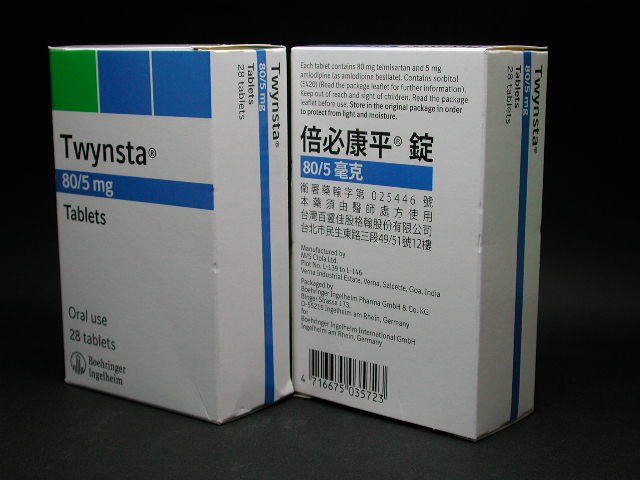 Twynsta®
80/5 mg
Tablets
Oral use
28 tablets
Boehringer
Ingelheim
Twynsta®
80/5 mg
Tablets
28 tablets
Each tablet contains 80 mg telmisartan and 5 mg
amlodipine (as amlodipine besilate). Contains sorbitol
(E420) (Read the package leaflet for further information).
Keep out of reach and sight of children. Read the package
leaflet before use. Store in the original package in order
to protect from light and moisture.
倍必康平® 錠
80/5 毫克
衛署藥輸字第 025446 號
本藥須由醫師處方使用
台灣百靈佳殷格翰股份有限公司
台北市民生東路三段49/51號12樓
Manufactured by
M/S Cipla Ltd.
Plot No. L-139 to L-146
Verna Industrial Estate, Verna, Salcette, Goa, India
Packaged by
Boehringer Ingelheim Pharma GmbH & Co. KG
Binger Strasse 173,
D-55216 Ingelheim am Rhein, Germany
for
Boehringer Ingelheim International GmbH
Ingelheim am Rhein, Germany
4 716675 035723
Twynsta®
80/5 mg
Tablets
28 tablets